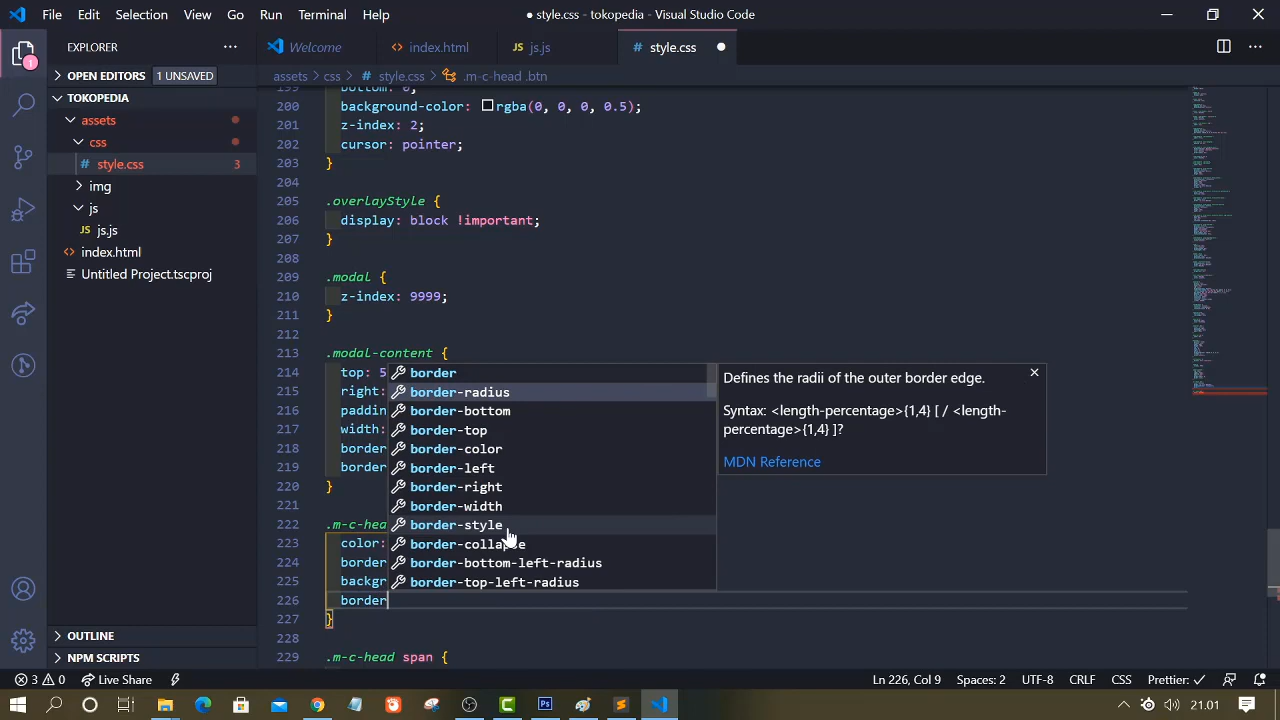 File Edit Selection View Go Run Terminal Help
● style.css - tokopedia - Visual Studio Code
EXPLORER
Welcome
<> index.html
JS js.js
# style.css
1
OPEN EDITORS 1 UNSAVED
assets > css > # style.css > .m-c-head .btn
TOKOPEDIA
assets
css
# style.css 3
img
js
JS js.js
<> index.html
Untitled Project.tscproj
199 bottom: 0;
200 background-color: rgba(0, 0, 0, 0.5);
201 z-index: 2;
202 cursor: pointer;
203 }
204
205 .overlayStyle {
206 display: block !important;
207 }
208
209 .modal {
210 z-index: 9999;
211 }
212
213 .modal-content {
214 top: 5
215 right:
216 paddin
217 width:
218 border
219 border
220 }
221
222 .m-c-hea
223 color:
224 border
225 backgr
226 border
227 }
228
229 .m-c-head span {
border
border-radius
border-bottom
border-top
border-color
border-left
border-right
border-width
border-style
border-collapse
border-bottom-left-radius
border-top-left-radius
Defines the radii of the outer border edge.
Syntax: <length-percentage>{1,4} [ / <length-
percentage>{1,4} ]?
MDN Reference
OUTLINE
NPM SCRIPTS
3 0 Live Share
Ln 226, Col 9 Spaces: 2 UTF-8 CRLF CSS Prettier: ✓
21.01